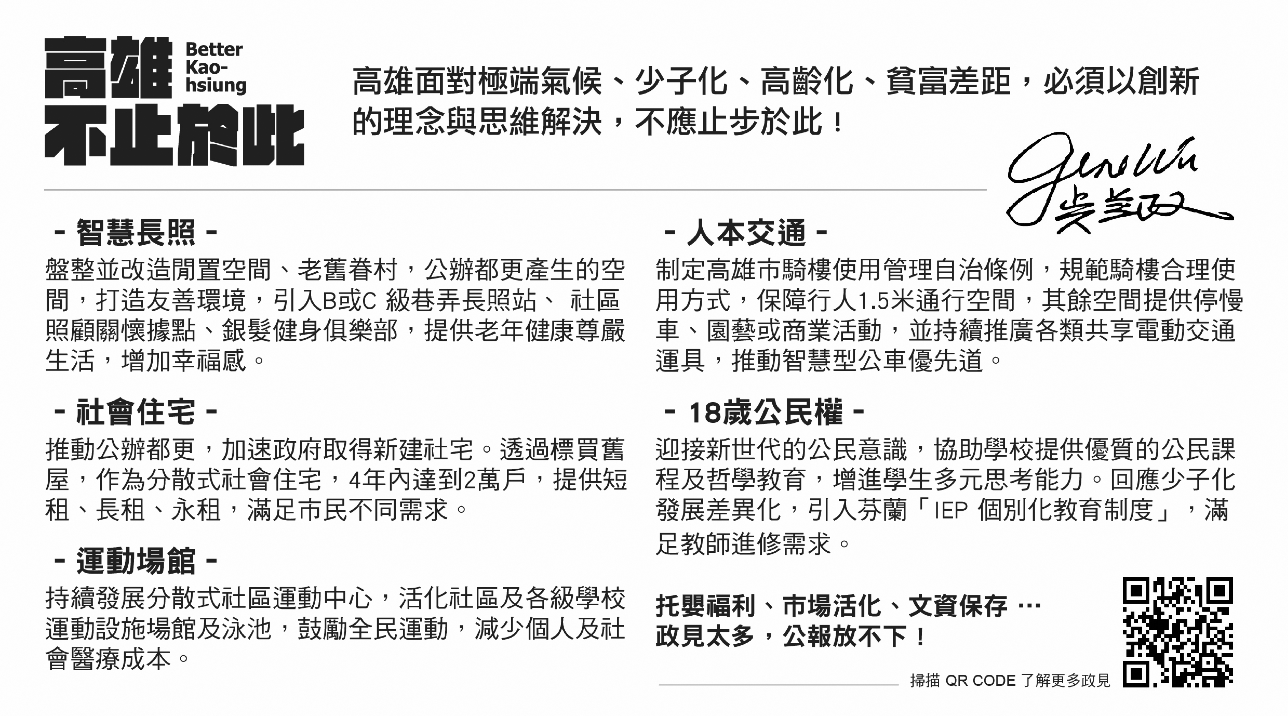 高雄
不止於此
Better
Kao-
hsiung
高雄面對極端氣候、少子化、高齡化、貧富差距，必須以創新
的理念與思維解決，不應止步於此！
Gene Wu
吳益政
- 智慧長照 -
盤整並改造閒置空間、老舊眷村，公辦都更產生的空
間，打造友善環境，引入B或C 級巷弄長照站、 社區
照顧關懷據點、銀髮健身俱樂部，提供老年健康尊嚴
生活，增加幸福感。
- 社會住宅 -
推動公辦都更，加速政府取得新建社宅。透過標買舊
屋，作為分散式社會住宅，4年內達到2萬戶，提供短
租、長租、永租，滿足市民不同需求。
- 運動場館 -
持續發展分散式社區運動中心，活化社區及各級學校
運動設施場館及泳池，鼓勵全民運動，減少個人及社
會醫療成本。
- 人本交通 -
制定高雄市騎樓使用管理自治條例，規範騎樓合理使
用方式，保障行人1.5米通行空間，其餘空間提供停慢
車、園藝或商業活動，並持續推廣各類共享電動交通
運具，推動智慧型公車優先道。
- 18歲公民權 -
迎接新世代的公民意識，協助學校提供優質的公民課
程及哲學教育，增進學生多元思考能力。回應少子化
發展差異化，引入芬蘭「IEP 個別化教育制度」，滿
足教師進修需求。
托嬰福利、市場活化、文資保存 …
政見太多，公報放不下！
掃描 QR CODE 了解更多政見